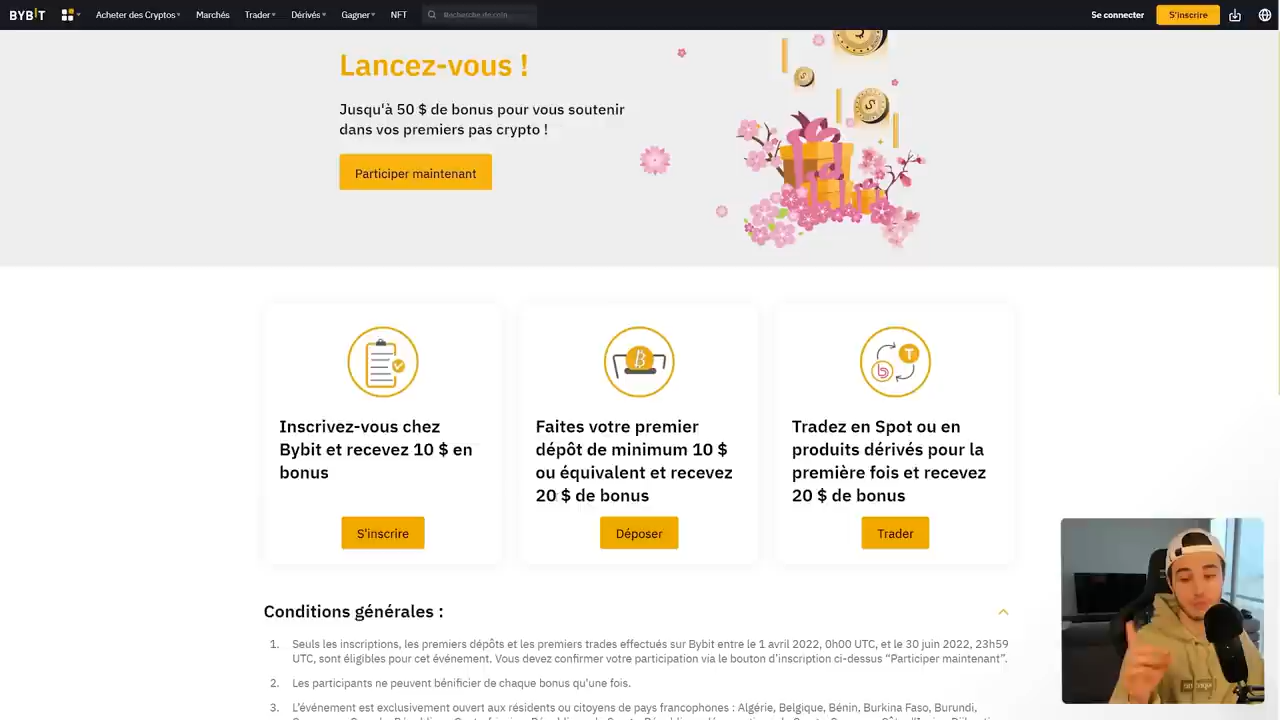 BYBIT Acheter des Cryptos Marchés Trader Dérivés Gagner NFT Recherche de coin Se connecter S'inscrire
Lancez-vous !
Jusqu'à 50 $ de bonus pour vous soutenir
dans vos premiers pas crypto !
Participer maintenant
Inscrivez-vous chez
Bybit et recevez 10 $ en
bonus
S'inscrire
Faites votre premier
dépôt de minimum 10 $
ou équivalent et recevez
20 $ de bonus
Déposer
Tradez en Spot ou en
produits dérivés pour la
première fois et recevez
20 $ de bonus
Trader
Conditions générales :
1. Seuls les inscriptions, les premiers dépôts et les premiers trades effectués sur Bybit entre le 1 avril 2022, 0h00 UTC, et le 30 juin 2022, 23h59
UTC, sont éligibles pour cet événement. Vous devez confirmer votre participation via le bouton d'inscription ci-dessus “Participer maintenant”.
2. Les participants ne peuvent bénificier de chaque bonus qu'une fois.
3. L'événement est exclusivement ouvert aux résidents ou citoyens de pays francophones : Algérie, Belgique, Bénin, Burkina Faso, Burundi,